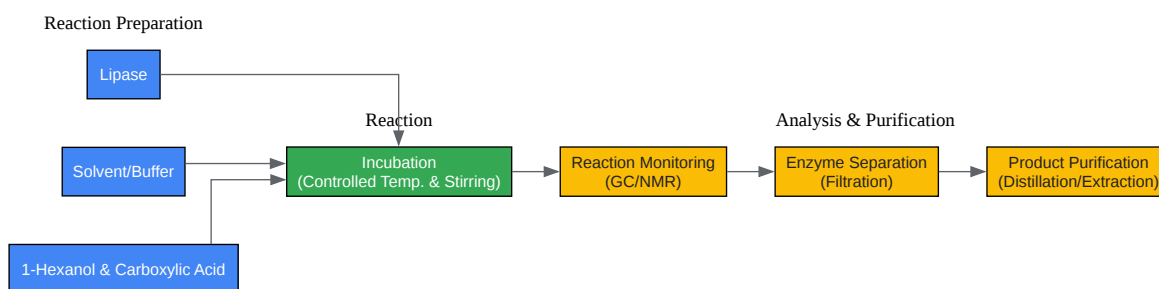 Reaction Preparation
Lipase
Reaction
Analysis & Purification
Solvent/Buffer
Incubation
(Controlled Temp. & Stirring)
Reaction Monitoring
(GC/NMR)
Enzyme Separation
(Filtration)
Product Purification
(Distillation/Extraction)
1-Hexanol & Carboxylic Acid